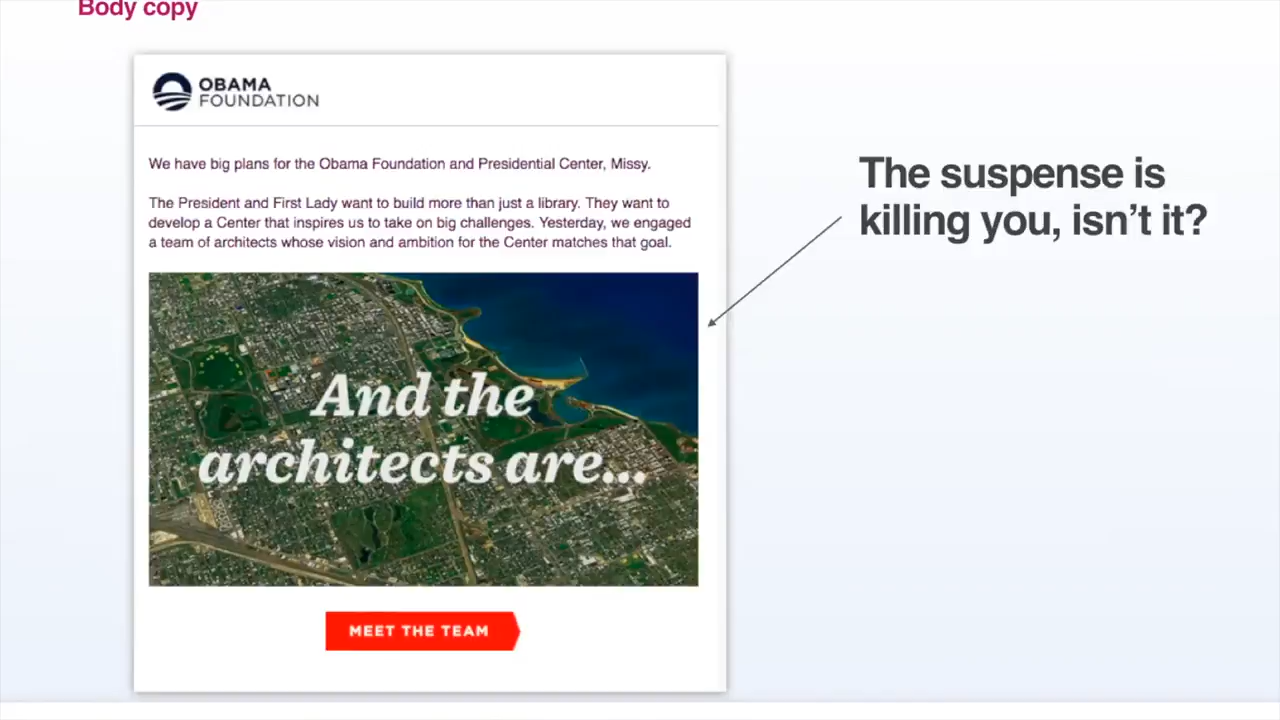 Body copy
OBAMA
FOUNDATION
We have big plans for the Obama Foundation and Presidential Center, Missy.
The President and First Lady want to build more than just a library. They want to
develop a Center that inspires us to take on big challenges. Yesterday, we engaged
a team of architects whose vision and ambition for the Center matches that goal.
And the
architects are...
MEET THE TEAM
The suspense is
killing you, isn’t it?